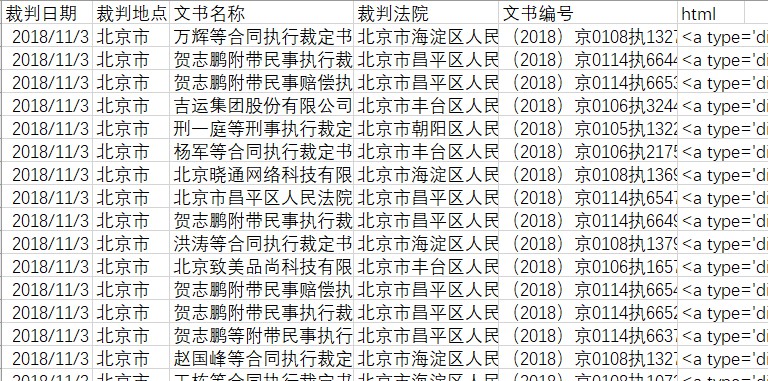 裁判日期 裁判地点 文书名称 裁判法院 文书编号 html
2018/11/3 北京市 万辉等合同执行裁定书 北京市海淀区人民 （2018）京0108执1327 <a type='di
2018/11/3 北京市 贺志鹏附带民事执行裁 北京市昌平区人民 （2018）京0114执6644 <a type='di
2018/11/3 北京市 贺志鹏附带民事赔偿执 北京市昌平区人民 （2018）京0114执6653 <a type='di
2018/11/3 北京市 吉运集团股份有限公司 北京市丰台区人民 （2018）京0106执3244 <a type='di
2018/11/3 北京市 刑一庭等刑事执行裁定 北京市朝阳区人民 （2018）京0105执1322 <a type='di
2018/11/3 北京市 杨军等合同执行裁定书 北京市丰台区人民 （2018）京0106执2175 <a type='di
2018/11/3 北京市 北京晓通网络科技有限 北京市海淀区人民 （2018）京0108执1369 <a type='di
2018/11/3 北京市 北京市昌平区人民法院 北京市昌平区人民 （2018）京0114执6547 <a type='di
2018/11/3 北京市 贺志鹏附带民事执行裁 北京市昌平区人民 （2018）京0114执6649 <a type='di
2018/11/3 北京市 洪涛等合同执行裁定书 北京市海淀区人民 （2018）京0108执1379 <a type='di
2018/11/3 北京市 北京致美品尚科技有限 北京市丰台区人民 （2018）京0106执1657 <a type='di
2018/11/3 北京市 贺志鹏附带民事赔偿执 北京市昌平区人民 （2018）京0114执6654 <a type='di
2018/11/3 北京市 贺志鹏附带民事执行裁 北京市昌平区人民 （2018）京0114执6652 <a type='di
2018/11/3 北京市 贺志鹏等附带民事执行 北京市昌平区人民 （2018）京0114执6637 <a type='di
2018/11/3 北京市 赵国峰等合同执行裁定 北京市海淀区人民 （2018）京0108执1327 <a type='di
2018/11/3 北京市 北京市海淀区人民 <a type='di